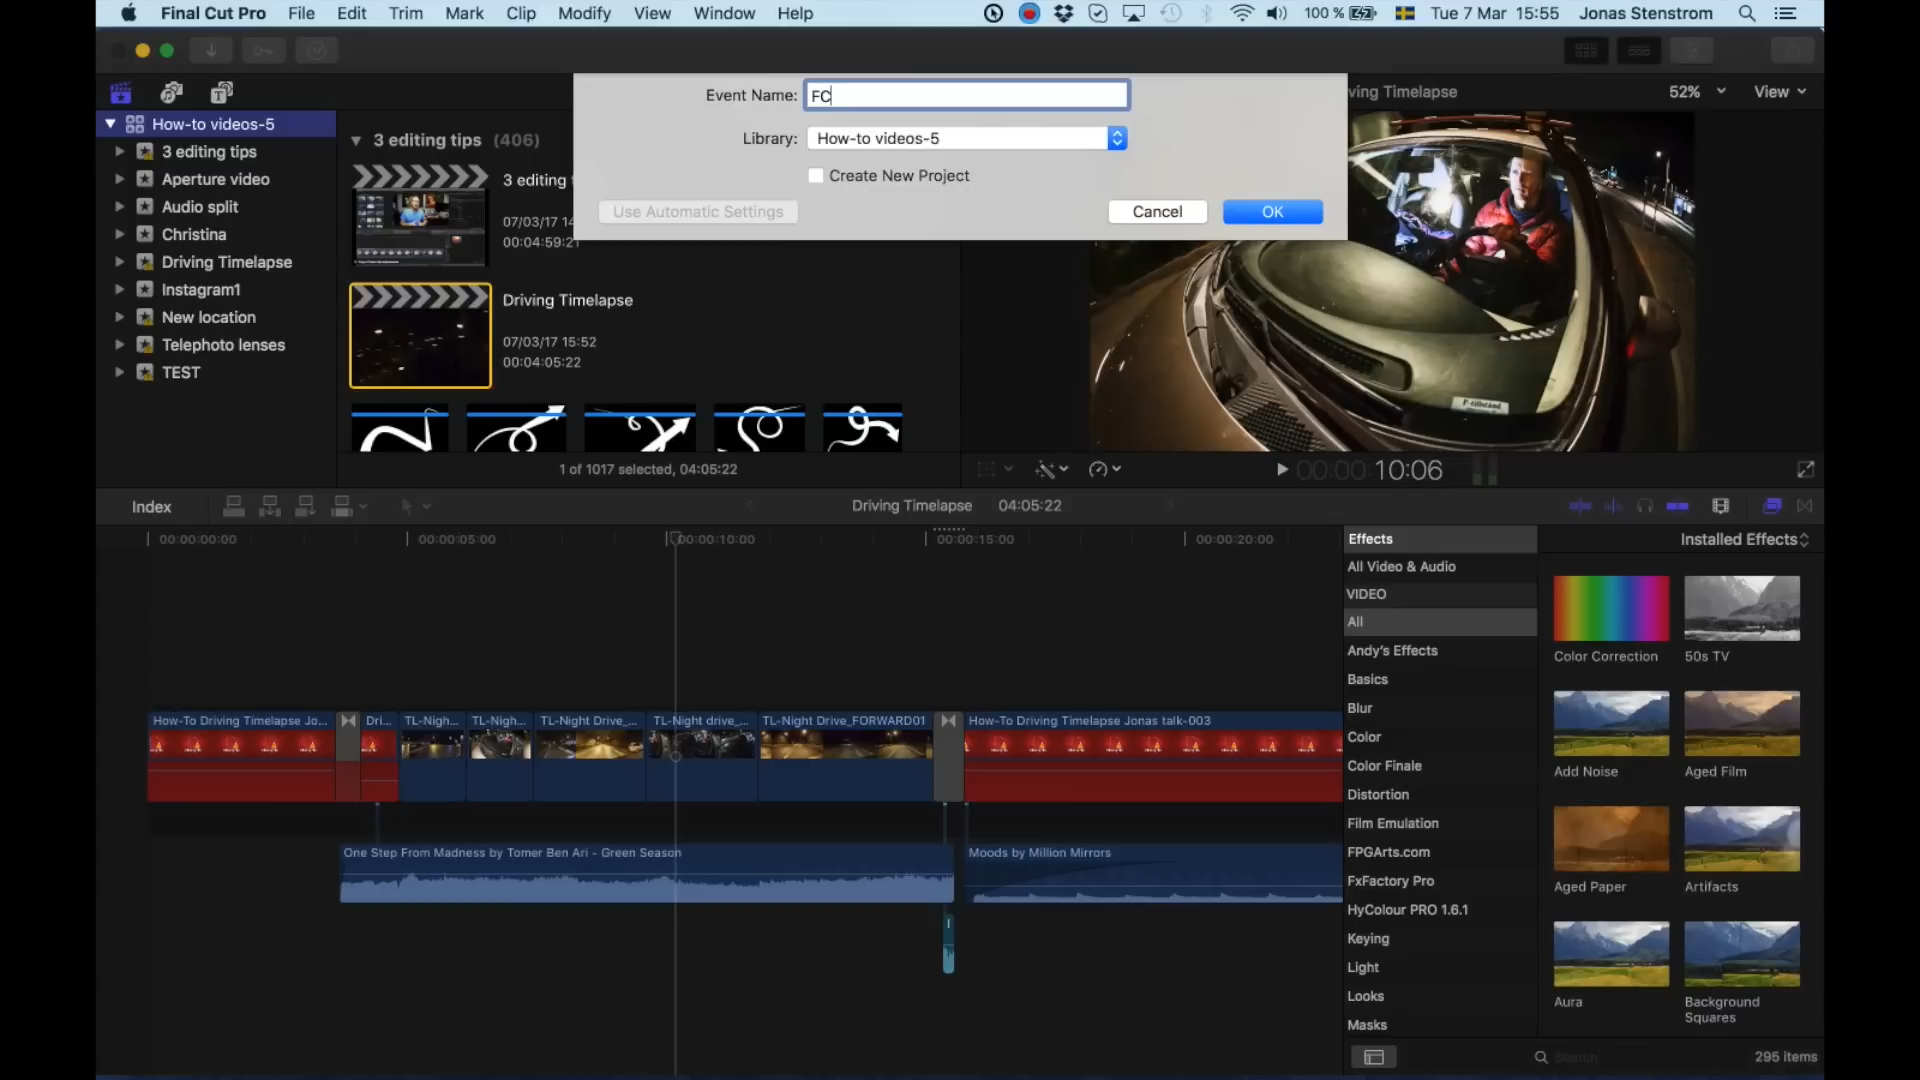 Final Cut Pro File Edit Trim Mark Clip Modify View Window Help 100 % Tue 7 Mar 15:55 Jonas Stenstrom
Event Name: FC
Library: How-to videos-5
Create New Project
Use Automatic Settings Cancel OK
ving Timelapse 52% View
How-to videos-5
3 editing tips
Aperture video
Audio split
Christina
Driving Timelapse
Instagram1
New location
Telephoto lenses
TEST
3 editing tips (406)
3 editing
07/03/17 14
00:04:59:21
Driving Timelapse
07/03/17 15:52
00:04:05:22
1 of 1017 selected, 04:05:22
00:00:00:10:06
Index Driving Timelapse 04:05:22
00:00:00:00 00:00:05:00 00:00:10:00 00:00:15:00 00:00:20:00
How-To Driving Timelapse Jo... Dri... TL-Nigh... TL-Nigh... TL-Night Drive_... TL-Night drive_... TL-Night Drive_FORWARD01 How-To Driving Timelapse Jonas talk-003
One Step From Madness by Tomer Ben Ari - Green Season Moods by Million Mirrors
Effects
All Video & Audio
VIDEO
All
Andy's Effects
Basics
Blur
Color
Color Finale
Distortion
Film Emulation
FPGArts.com
FxFactory Pro
HyColour PRO 1.6.1
Keying
Light
Looks
Masks
Installed Effects
Color Correction 50s TV
Add Noise Aged Film
Aged Paper Artifacts
Aura Background
Squares
Search 295 items